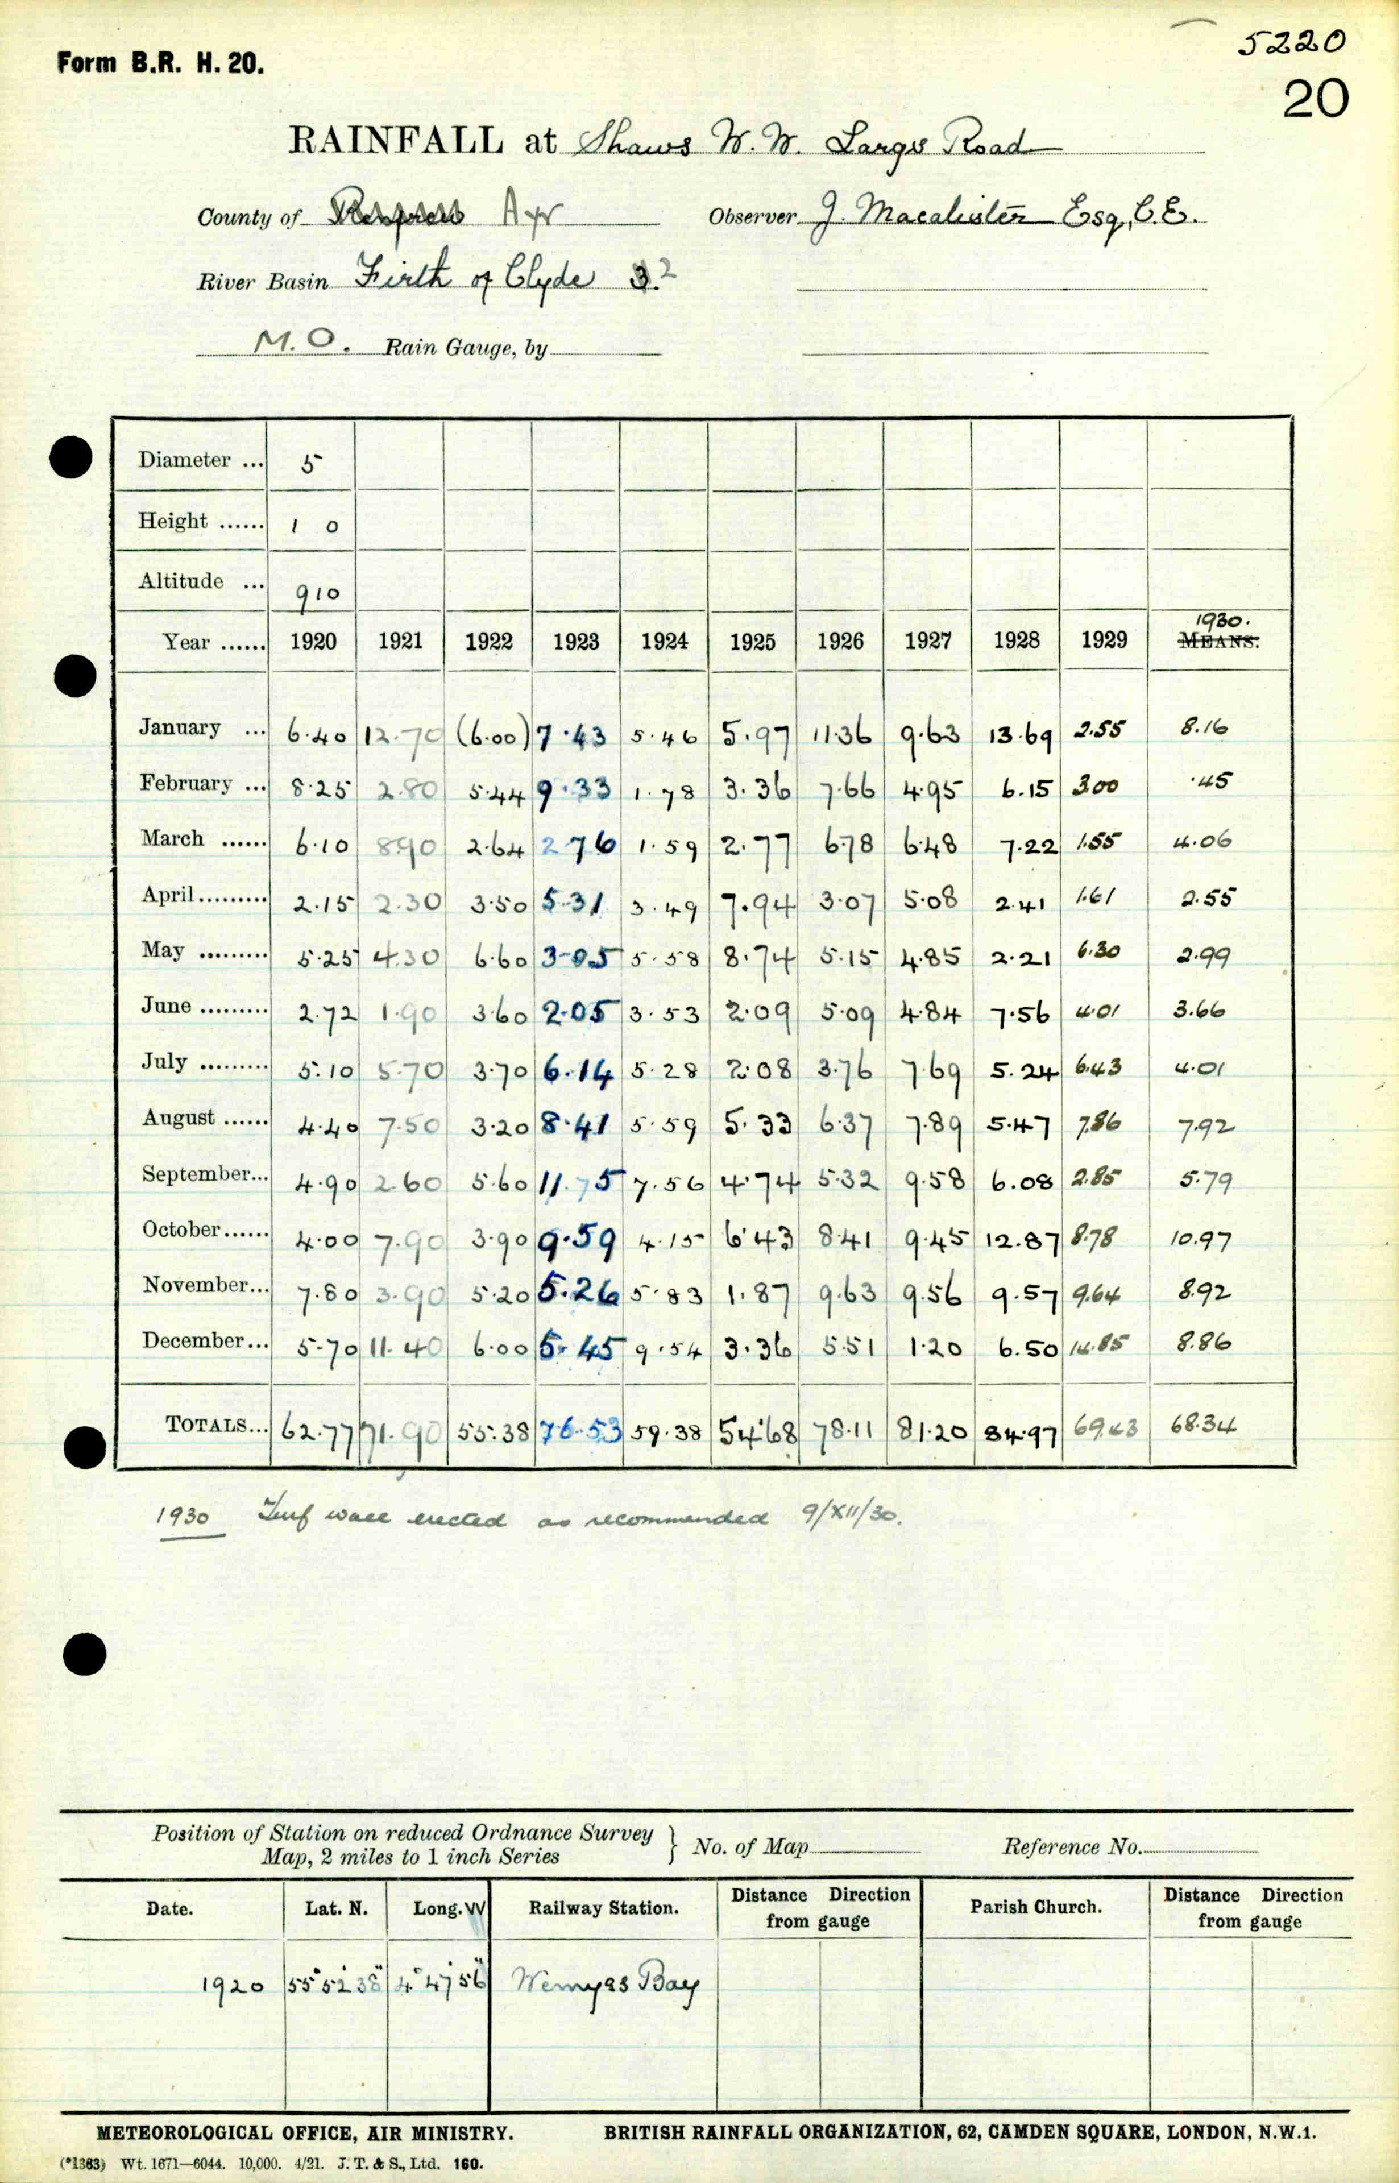 5220
Form B.R. H. 20.
20
RAINFALL at Shaws W.W. Largs Road
County of Renfrew Ayr Observer J. Macalister Esq, C.E.
River Basin Firth of Clyde 3.2
M.O. Rain Gauge, by
Diameter ... 5
Height ...... 1 0
Altitude ... 910
1930.
Year ...... 1920 1921 1922 1923 1924 1925 1926 1927 1928 1929 MEANS.
January ... 6.40 12.70 (6.00) 7.43 5.46 5.97 11.36 9.63 13.69 2.55 8.16
February ... 8.25 2.80 5.44 9.33 1.78 3.36 7.66 4.95 6.15 3.00 .45
March ...... 6.10 8.90 2.64 2.76 1.59 2.77 6.78 6.48 7.22 1.55 4.06
April ......... 2.15 2.30 3.50 5.31 3.49 7.94 3.07 5.08 2.41 1.61 2.55
May ......... 5.25 4.30 6.60 3.05 5.58 8.74 5.15 4.85 2.21 6.30 2.99
June ......... 2.72 1.90 3.60 2.05 3.53 2.09 5.09 4.84 7.56 4.01 3.66
July ......... 5.10 5.70 3.70 6.14 5.28 2.08 3.76 7.69 5.24 6.43 4.01
August ...... 4.40 7.50 3.20 8.41 5.59 5.33 6.37 7.89 5.47 7.86 7.92
September... 4.90 2.60 5.60 11.75 7.56 4.74 5.32 9.58 6.08 2.85 5.79
October ...... 4.00 7.90 3.90 9.59 4.15 6.43 8.41 9.45 12.87 8.78 10.97
November... 7.80 3.90 5.20 5.26 5.83 1.87 9.63 9.56 9.57 9.64 8.92
December... 5.70 11.40 6.00 5.45 9.54 3.36 5.51 1.20 6.50 14.85 8.86
TOTALS... 62.77 71.90 55.38 76.53 59.38 54.68 78.11 81.20 84.97 69.43 68.34
1930 Turf wall erected as recommended 9/XII/30.
Position of Station on reduced Ordnance Survey
Map, 2 miles to 1 inch Series } No. of Map Reference No.
Date. Lat. N. Long. W Railway Station. Distance Direction from gauge Parish Church. Distance Direction from gauge
1920 55° 52' 38" 4° 47' 56" Wemyss Bay
METEOROLOGICAL OFFICE, AIR MINISTRY. BRITISH RAINFALL ORGANIZATION, 62, CAMDEN SQUARE, LONDON, N.W.1.
(*1363) Wt. 1671—6044. 10,000. 4/21. J. T. & S., Ltd. 160.